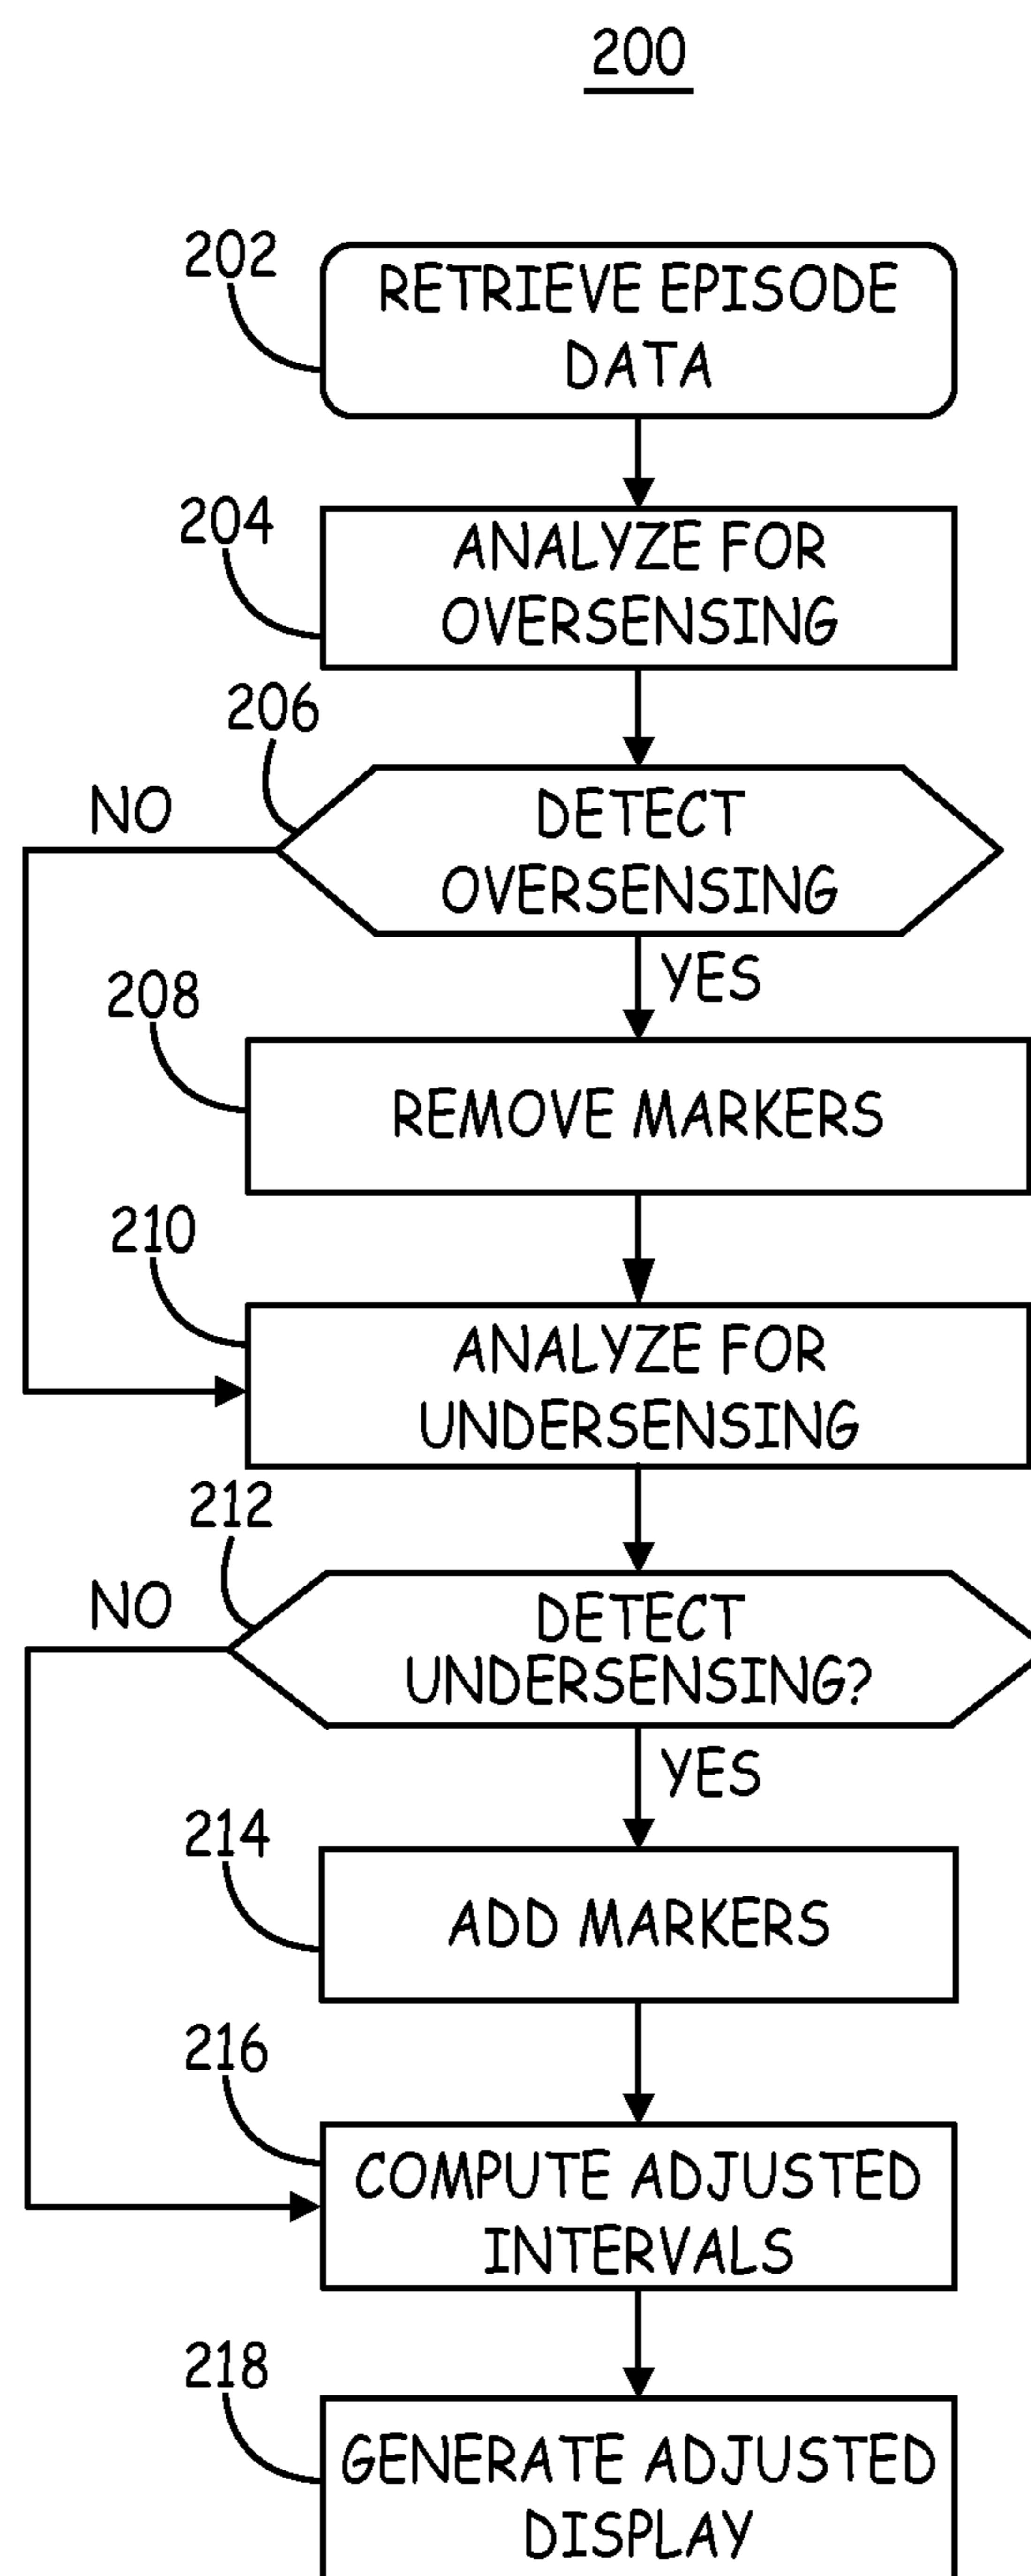 200
202
RETRIEVE EPISODE
DATA
204
ANALYZE FOR
OVERSENSING
206
NO
DETECT
OVERSENSING
YES
208
REMOVE MARKERS
210
ANALYZE FOR
UNDERSENSING
212
NO
DETECT
UNDERSENSING?
YES
214
ADD MARKERS
216
COMPUTE ADJUSTED
INTERVALS
218
GENERATE ADJUSTED
DISPLAY